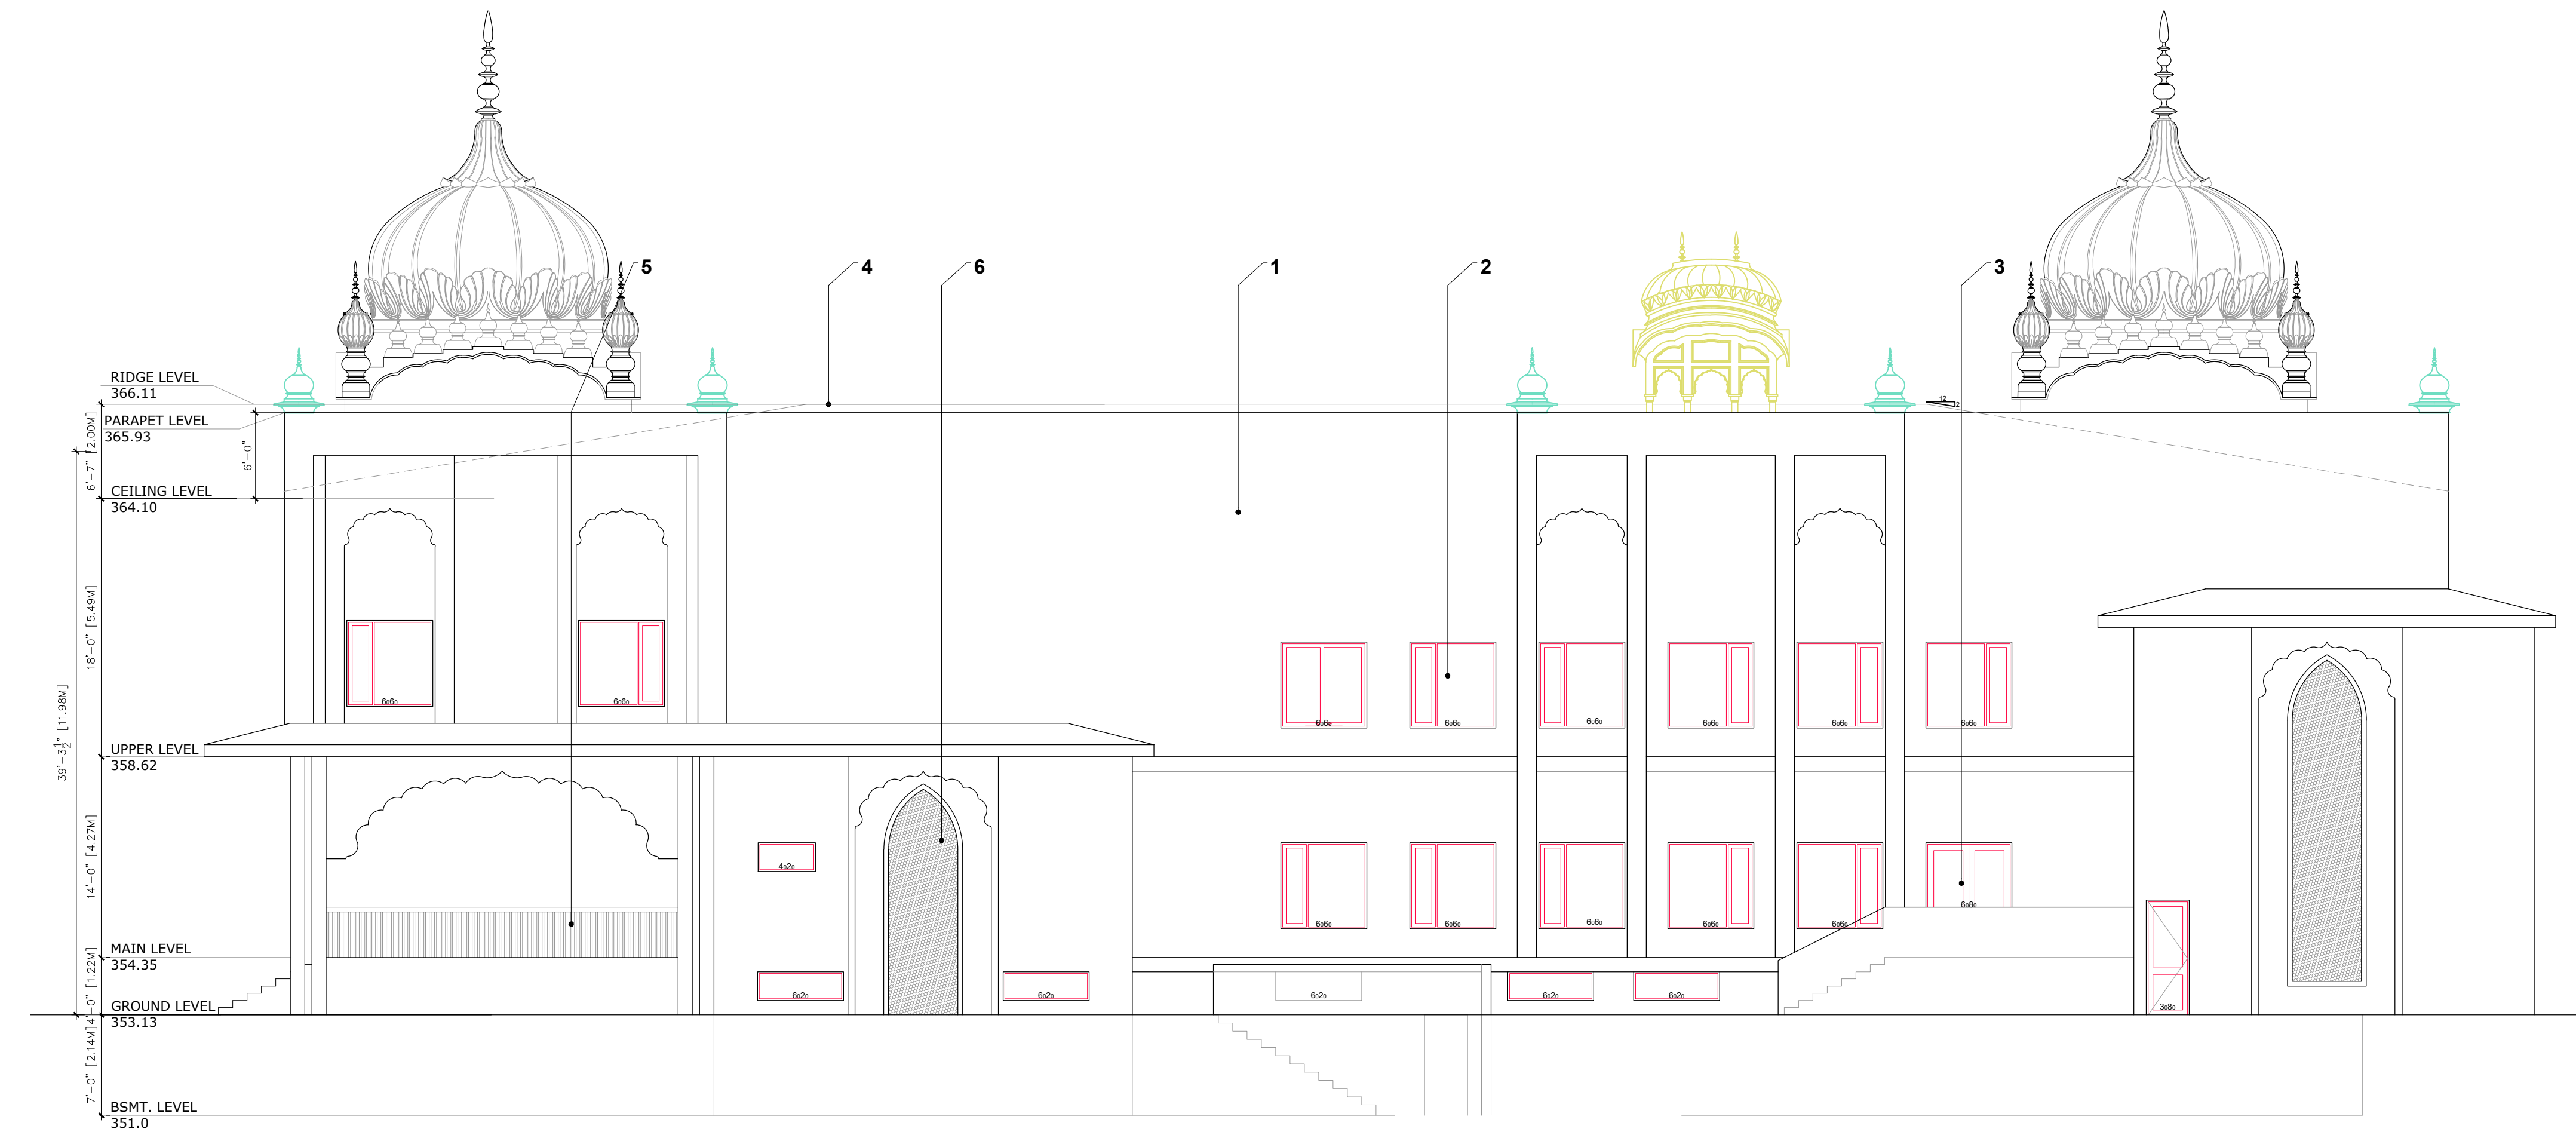 5
4
6
1
2
3
RIDGE LEVEL
366.11
PARAPET LEVEL
365.93
12
2
6'-7" [2.00M]
6'-0"
CEILING LEVEL
364.10
18'-0" [5.49M]
39'-3 1/2" [11.98M]
6060
6060
6060
6060
6060
6060
6060
6060
UPPER LEVEL
358.62
14'-0" [4.27M]
4020
6060
6060
6060
6060
6060
6080
MAIN LEVEL
354.35
4'-0" [1.22M]
6020
6020
6020
6020
6020
3080
GROUND LEVEL
353.13
7'-0" [2.14M]
BSMT. LEVEL
351.0